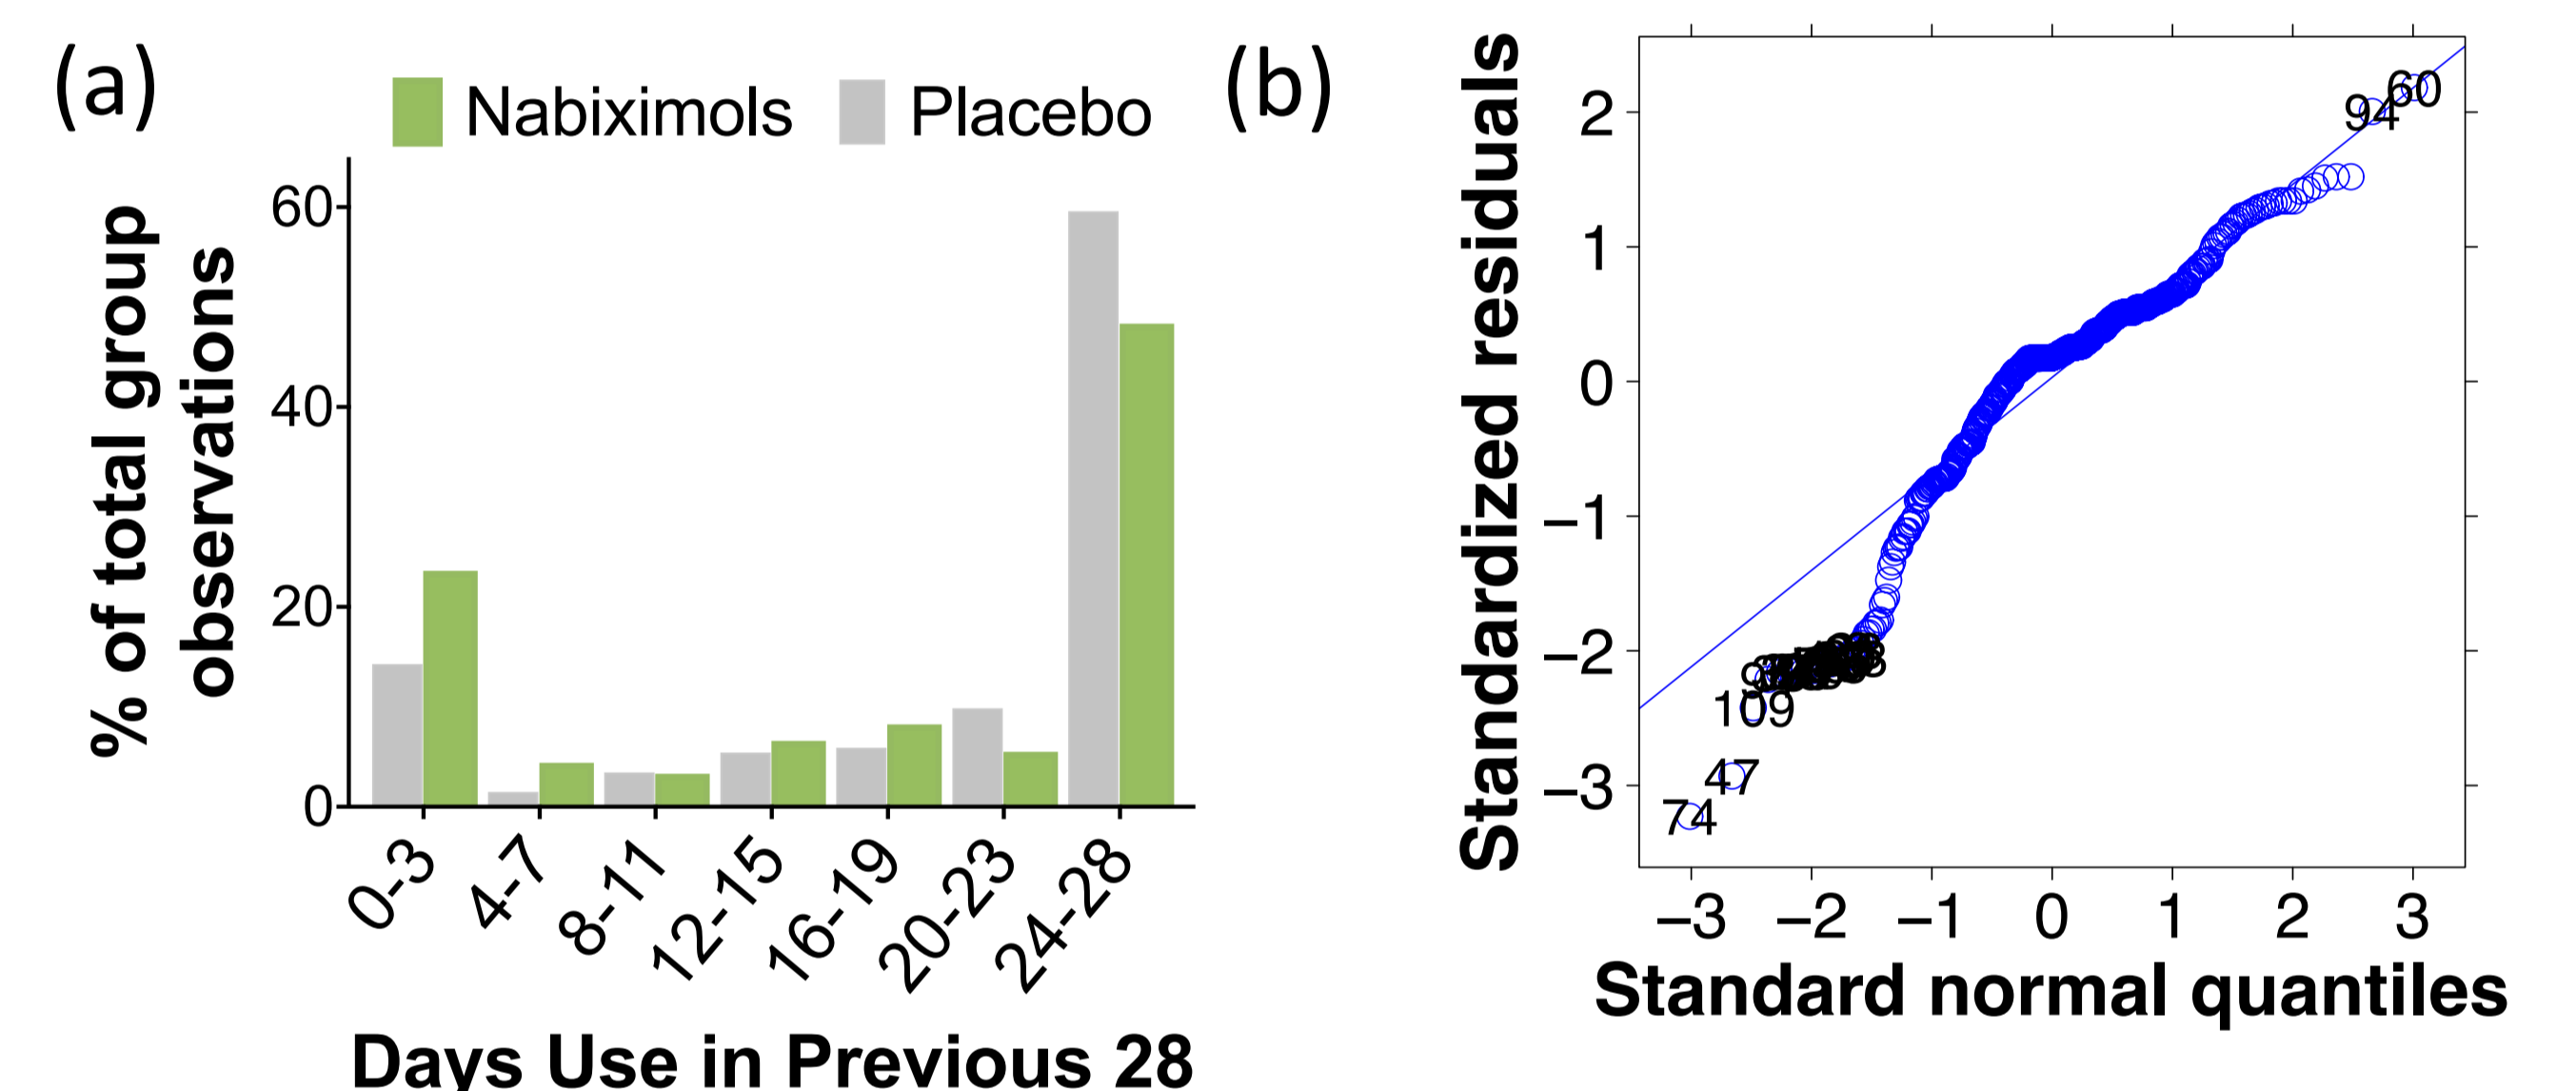 (a)
Nabiximols Placebo
% of total group
observations
60
40
20
0
0-3 4-7 8-11 12-15 16-19 20-23 24-28
Days Use in Previous 28
(b)
Standardized residuals
2
1
0
−1
−2
−3
94 60
109
47
74
−3 −2 −1 0 1 2 3
Standard normal quantiles